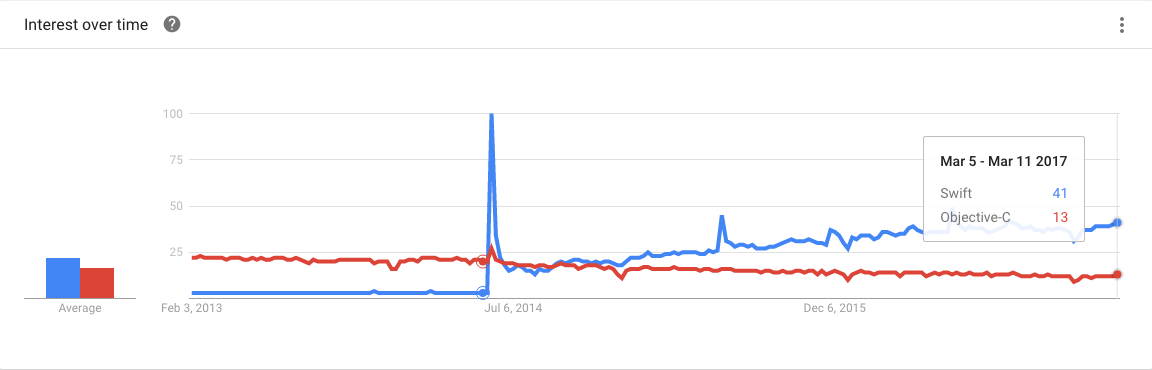 Interest over time ?
100
75
50
25
Mar 5 - Mar 11 2017
Swift 41
Objective-C 13
Average
Feb 3, 2013 Jul 6, 2014 Dec 6, 2015